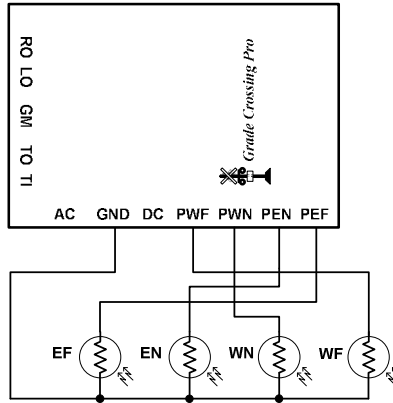 RO LO GM TO TI
Grade Crossing Pro
AC GND DC PWF PWN PEN PEF
EF EN WN WF